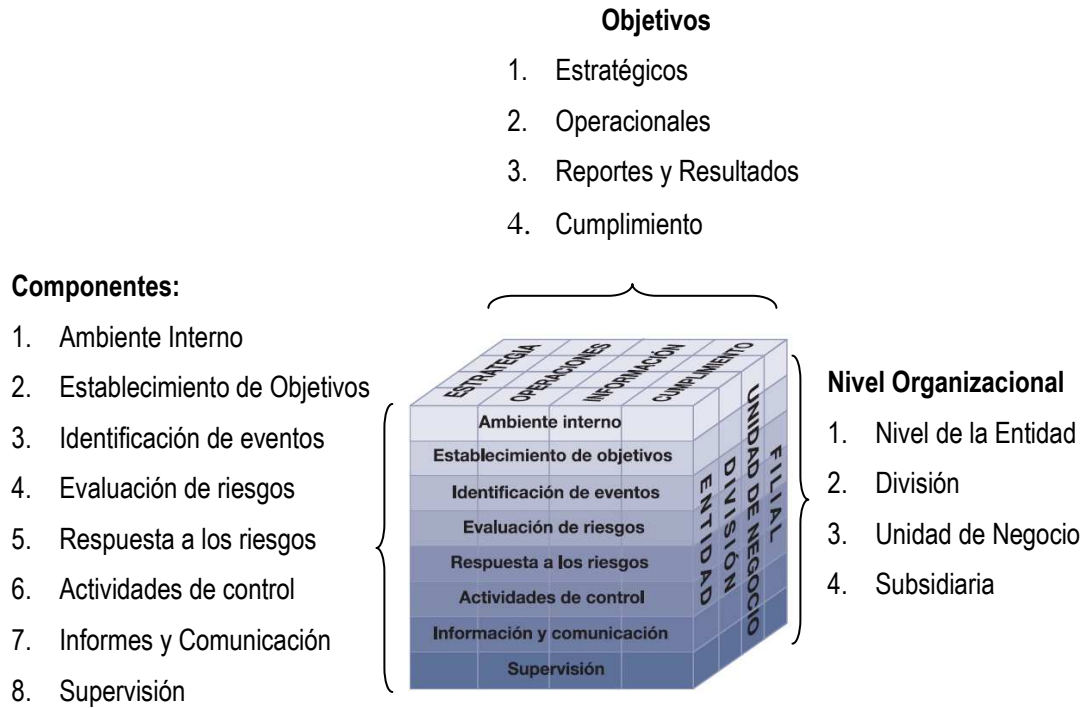 Objetivos
1. Estratégicos
2. Operacionales
3. Reportes y Resultados
4. Cumplimiento
Componentes:
1. Ambiente Interno
2. Establecimiento de Objetivos
3. Identificación de eventos
4. Evaluación de riesgos
5. Respuesta a los riesgos
6. Actividades de control
7. Informes y Comunicación
8. Supervisión
ESTRATEGIA
OPERACIONES
INFORMACIÓN
CUMPLIMIENTO
Ambiente interno
Establecimiento de objetivos
Identificación de eventos
Evaluación de riesgos
Respuesta a los riesgos
Actividades de control
Información y comunicación
Supervisión
ENTIDAD
DIVISIÓN
UNIDAD DE NEGOCIO
FILIAL
Nivel Organizacional
1. Nivel de la Entidad
2. División
3. Unidad de Negocio
4. Subsidiaria